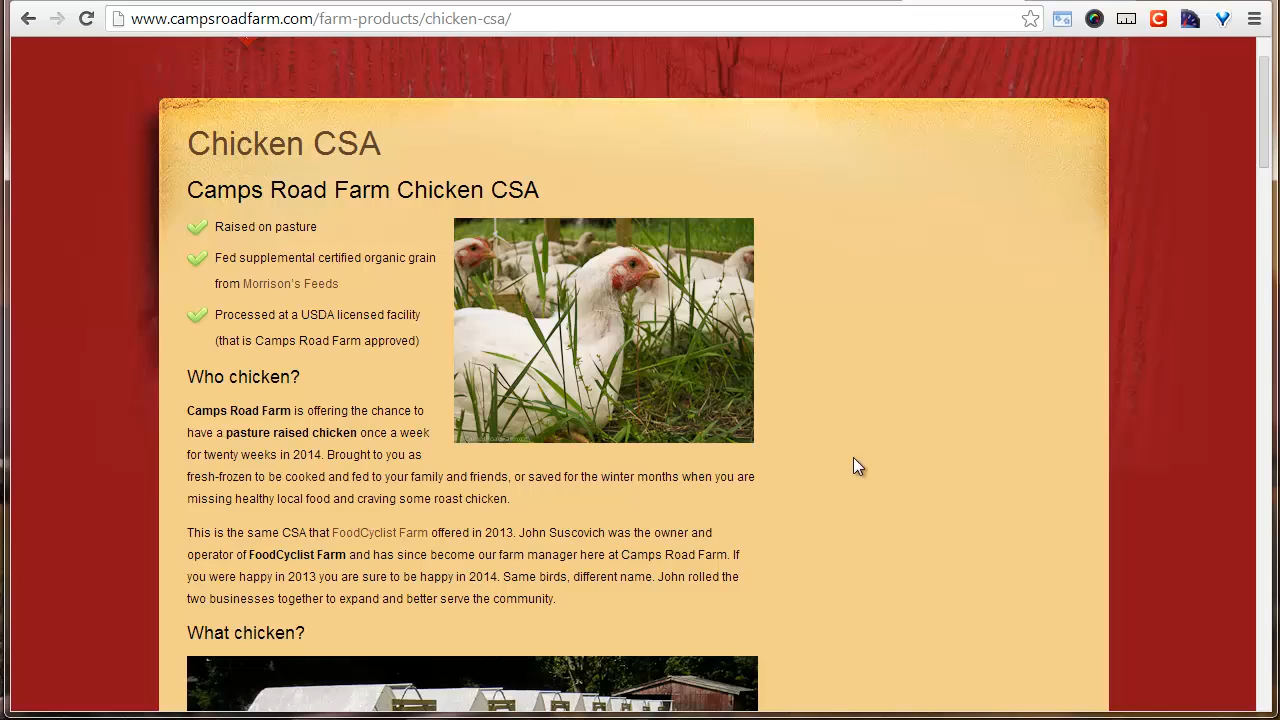 www.campsroadfarm.com/farm-products/chicken-csa/
Chicken CSA
Camps Road Farm Chicken CSA
Raised on pasture
Fed supplemental certified organic grain
from Morrison's Feeds
Processed at a USDA licensed facility
(that is Camps Road Farm approved)
Who chicken?
Camps Road Farm is offering the chance to
have a pasture raised chicken once a week
for twenty weeks in 2014. Brought to you as
fresh-frozen to be cooked and fed to your family and friends, or saved for the winter months when you are
missing healthy local food and craving some roast chicken.
This is the same CSA that FoodCyclist Farm offered in 2013. John Suscovich was the owner and
operator of FoodCyclist Farm and has since become our farm manager here at Camps Road Farm. If
you were happy in 2013 you are sure to be happy in 2014. Same birds, different name. John rolled the
two businesses together to expand and better serve the community.
What chicken?